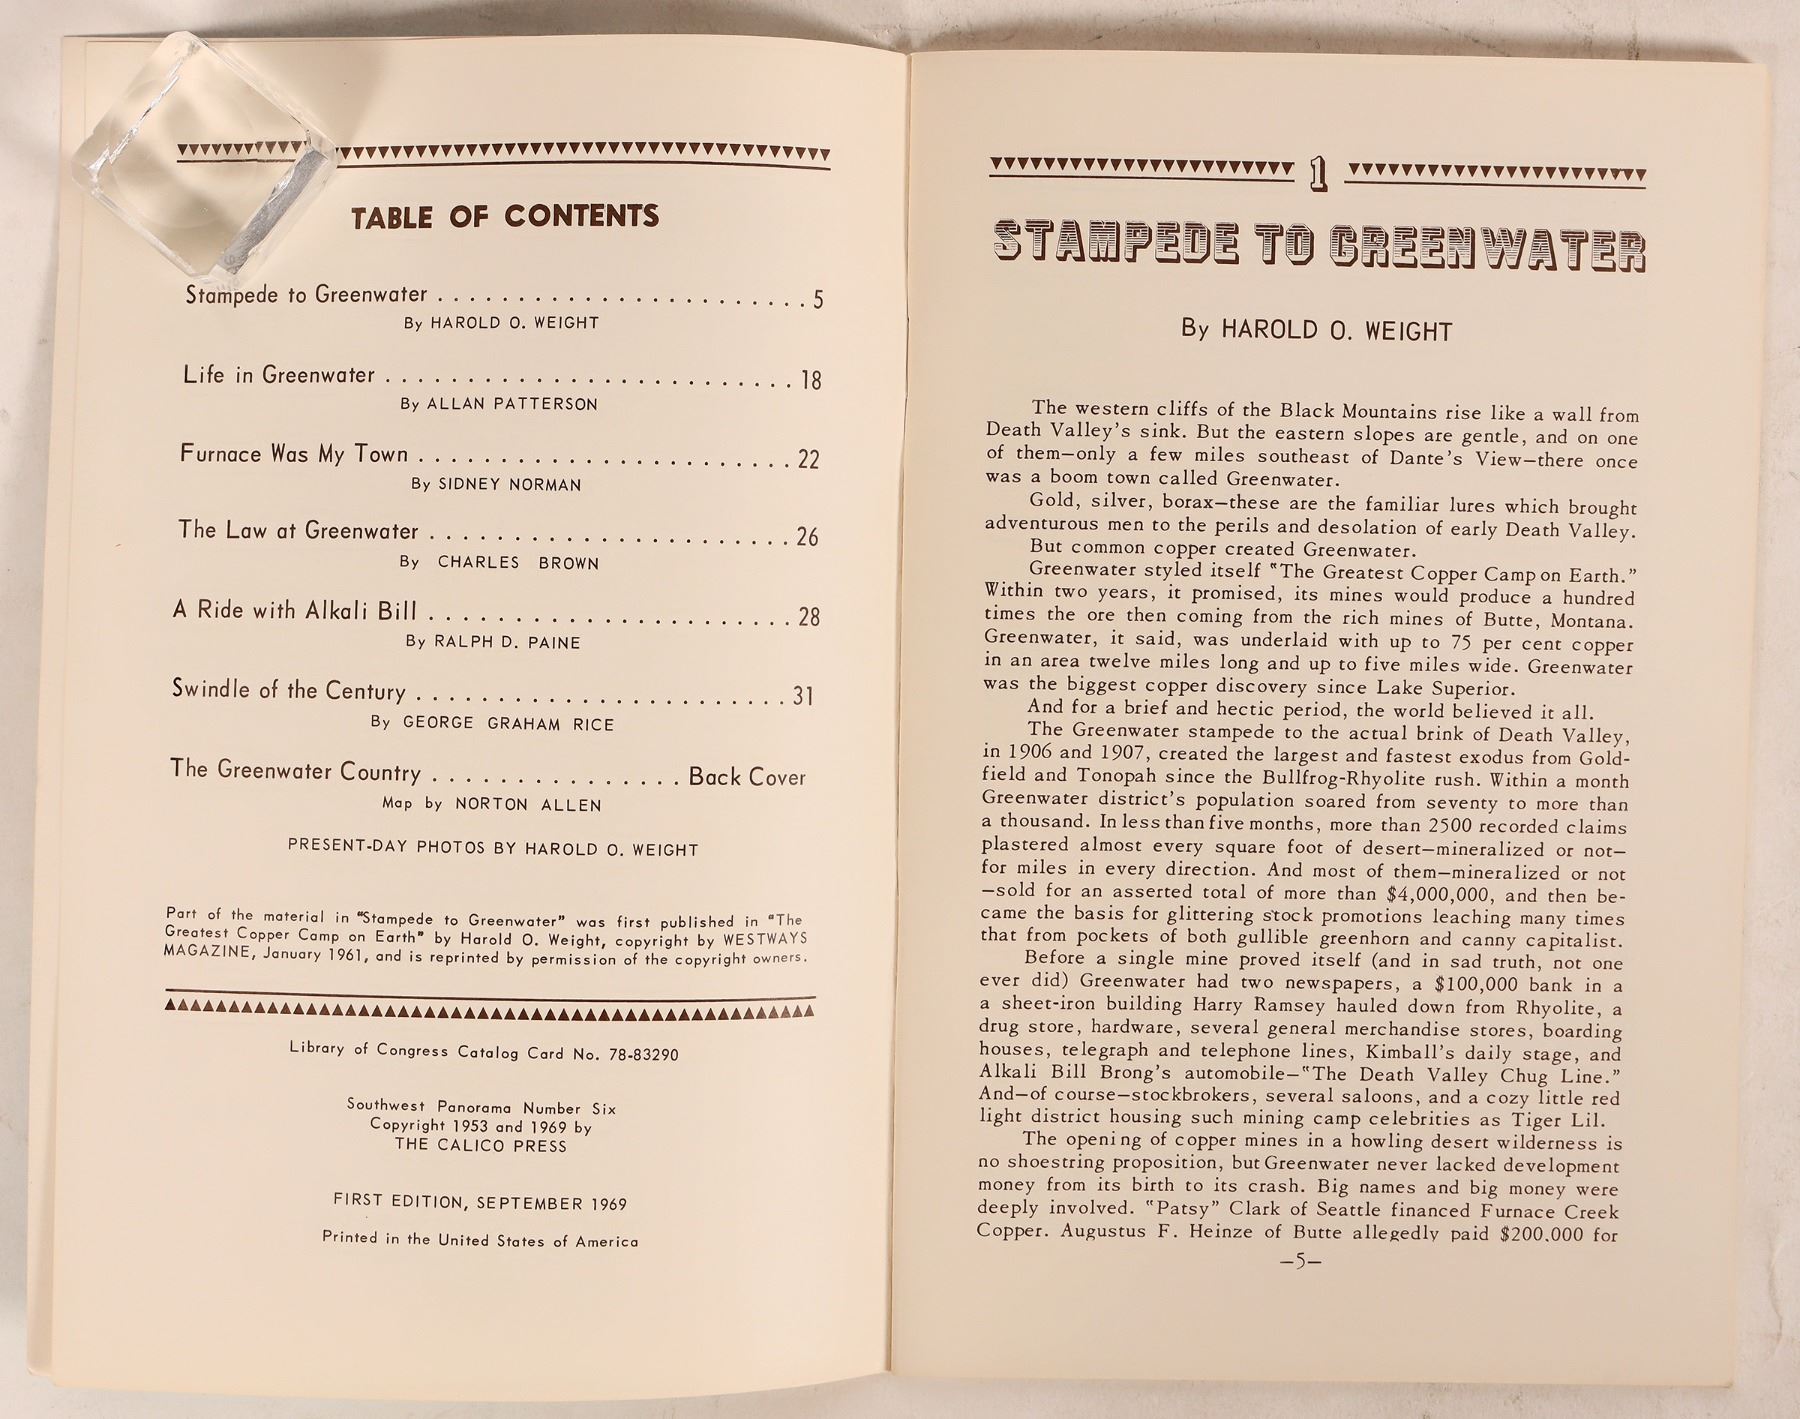 TABLE OF CONTENTS
Stampede to Greenwater . . . . . . . . . . . . . . . . . . . . . . . . 5
By HAROLD O. WEIGHT
Life in Greenwater . . . . . . . . . . . . . . . . . . . . . . . . . . 18
By ALLAN PATTERSON
Furnace Was My Town . . . . . . . . . . . . . . . . . . . . . . . . 22
By SIDNEY NORMAN
The Law at Greenwater . . . . . . . . . . . . . . . . . . . . . . . 26
By CHARLES BROWN
A Ride with Alkali Bill . . . . . . . . . . . . . . . . . . . . . . . 28
By RALPH D. PAINE
Swindle of the Century . . . . . . . . . . . . . . . . . . . . . . . 31
By GEORGE GRAHAM RICE
The Greenwater Country . . . . . . . . . . . . . . . . Back Cover
Map by NORTON ALLEN
PRESENT-DAY PHOTOS BY HAROLD O. WEIGHT
Part of the material in "Stampede to Greenwater" was first published in "The
Greatest Copper Camp on Earth" by Harold O. Weight, copyright by WESTWAYS
MAGAZINE, January 1961, and is reprinted by permission of the copyright owners.
Library of Congress Catalog Card No. 78-83290
Southwest Panorama Number Six
Copyright 1953 and 1969 by
THE CALICO PRESS
FIRST EDITION, SEPTEMBER 1969
Printed in the United States of America
1
STAMPEDE TO GREENWATER
By HAROLD O. WEIGHT
The western cliffs of the Black Mountains rise like a wall from
Death Valley's sink. But the eastern slopes are gentle, and on one
of them—only a few miles southeast of Dante's View—there once
was a boom town called Greenwater.
Gold, silver, borax—these are the familiar lures which brought
adventurous men to the perils and desolation of early Death Valley.
But common copper created Greenwater.
Greenwater styled itself "The Greatest Copper Camp on Earth."
Within two years, it promised, its mines would produce a hundred
times the ore then coming from the rich mines of Butte, Montana.
Greenwater, it said, was underlaid with up to 75 per cent copper
in an area twelve miles long and up to five miles wide. Greenwater
was the biggest copper discovery since Lake Superior.
And for a brief and hectic period, the world believed it all.
The Greenwater stampede to the actual brink of Death Valley,
in 1906 and 1907, created the largest and fastest exodus from Gold-
field and Tonopah since the Bullfrog-Rhyolite rush. Within a month
Greenwater district's population soared from seventy to more than
a thousand. In less than five months, more than 2500 recorded claims
plastered almost every square foot of desert—mineralized or not—
for miles in every direction. And most of them—mineralized or not
—sold for an asserted total of more than $4,000,000, and then be-
came the basis for glittering stock promotions leaching many times
that from pockets of both gullible greenhorn and canny capitalist.
Before a single mine proved itself (and in sad truth, not one
ever did) Greenwater had two newspapers, a $100,000 bank in a
a sheet-iron building Harry Ramsey hauled down from Rhyolite, a
drug store, hardware, several general merchandise stores, boarding
houses, telegraph and telephone lines, Kimball's daily stage, and
Alkali Bill Brong's automobile—"The Death Valley Chug Line."
And—of course—stockbrokers, several saloons, and a cozy little red
light district housing such mining camp celebrities as Tiger Lil.
The opening of copper mines in a howling desert wilderness is
no shoestring proposition, but Greenwater never lacked development
money from its birth to its crash. Big names and big money were
deeply involved. "Patsy" Clark of Seattle financed Furnace Creek
Copper. Augustus F. Heinze of Butte allegedly paid $200,000 for
—5—